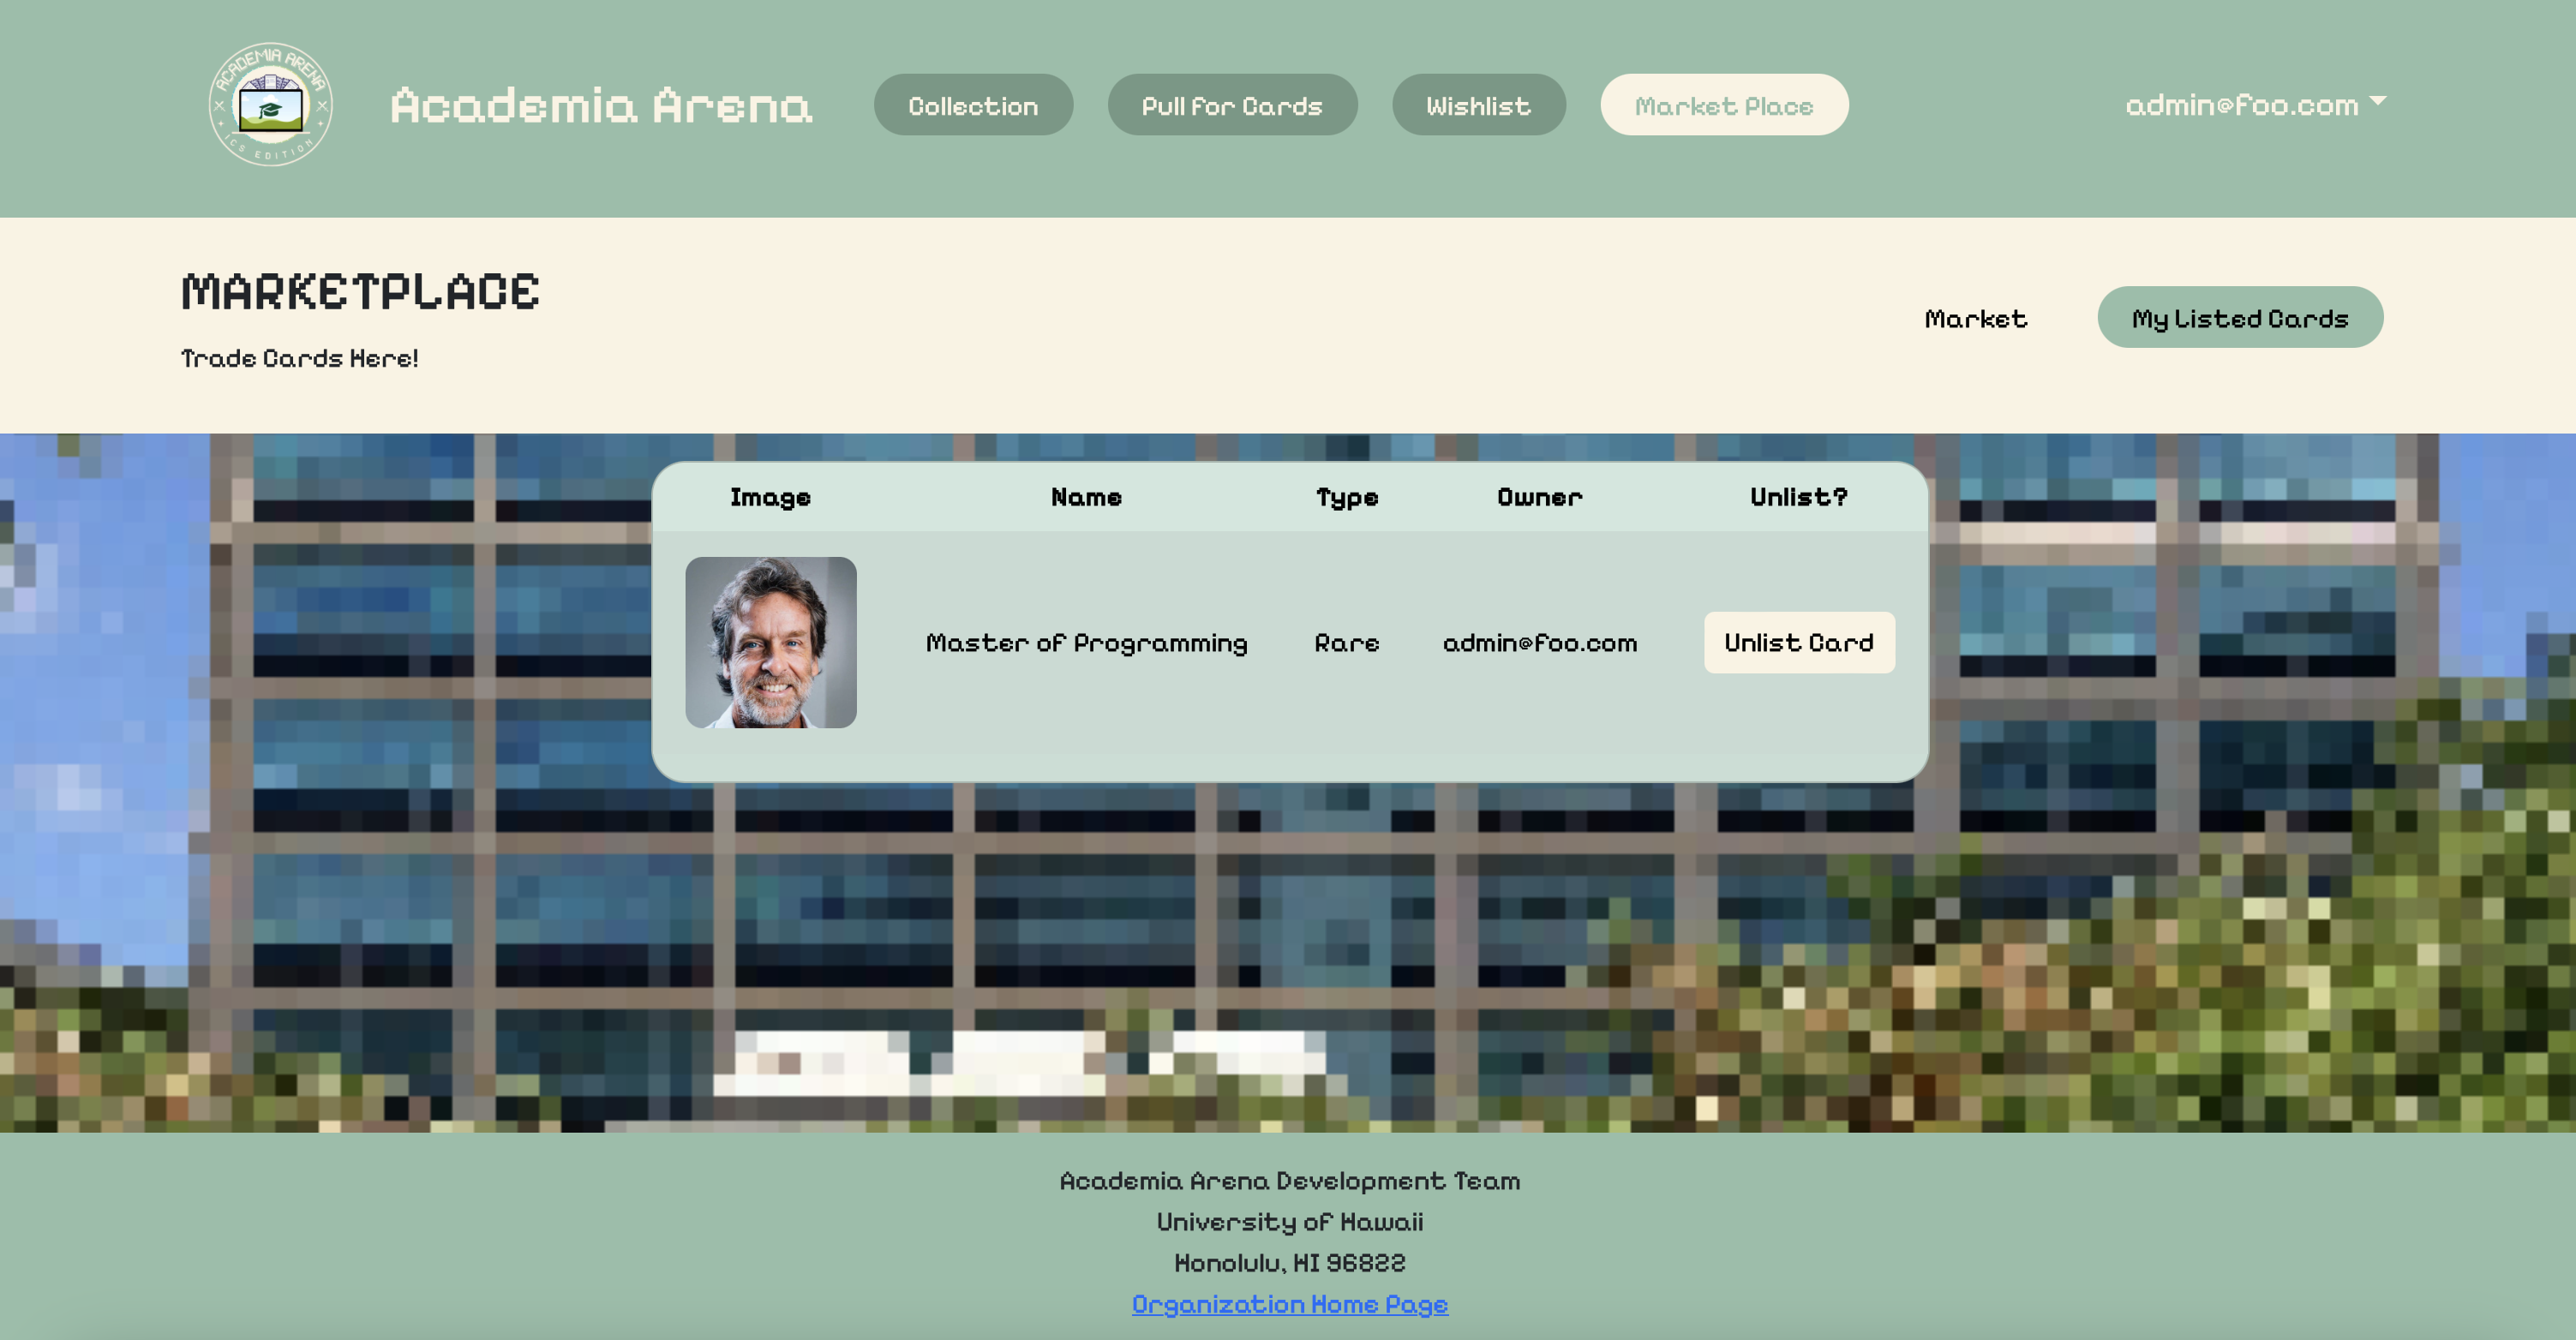 ACADEMIA ARENA
ICS EDITION
Academia Arena
Collection
Pull For Cards
Wishlist
Market Place
admin@foo.com
MARKETPLACE
Trade Cards Here!
Market
My Listed Cards
Image Name Type Owner Unlist?
Master of Programming Rare admin@foo.com Unlist Card
Academia Arena Development Team
University of Hawaii
Honolulu, HI 96822
Organization Home Page